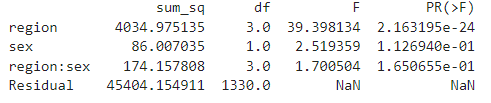 sum_sq df F PR(>F)
region 4034.975135 3.0 39.398134 2.163195e-24
sex 86.007035 1.0 2.519359 1.126940e-01
region:sex 174.157808 3.0 1.700504 1.650655e-01
Residual 45404.154911 1330.0 NaN NaN